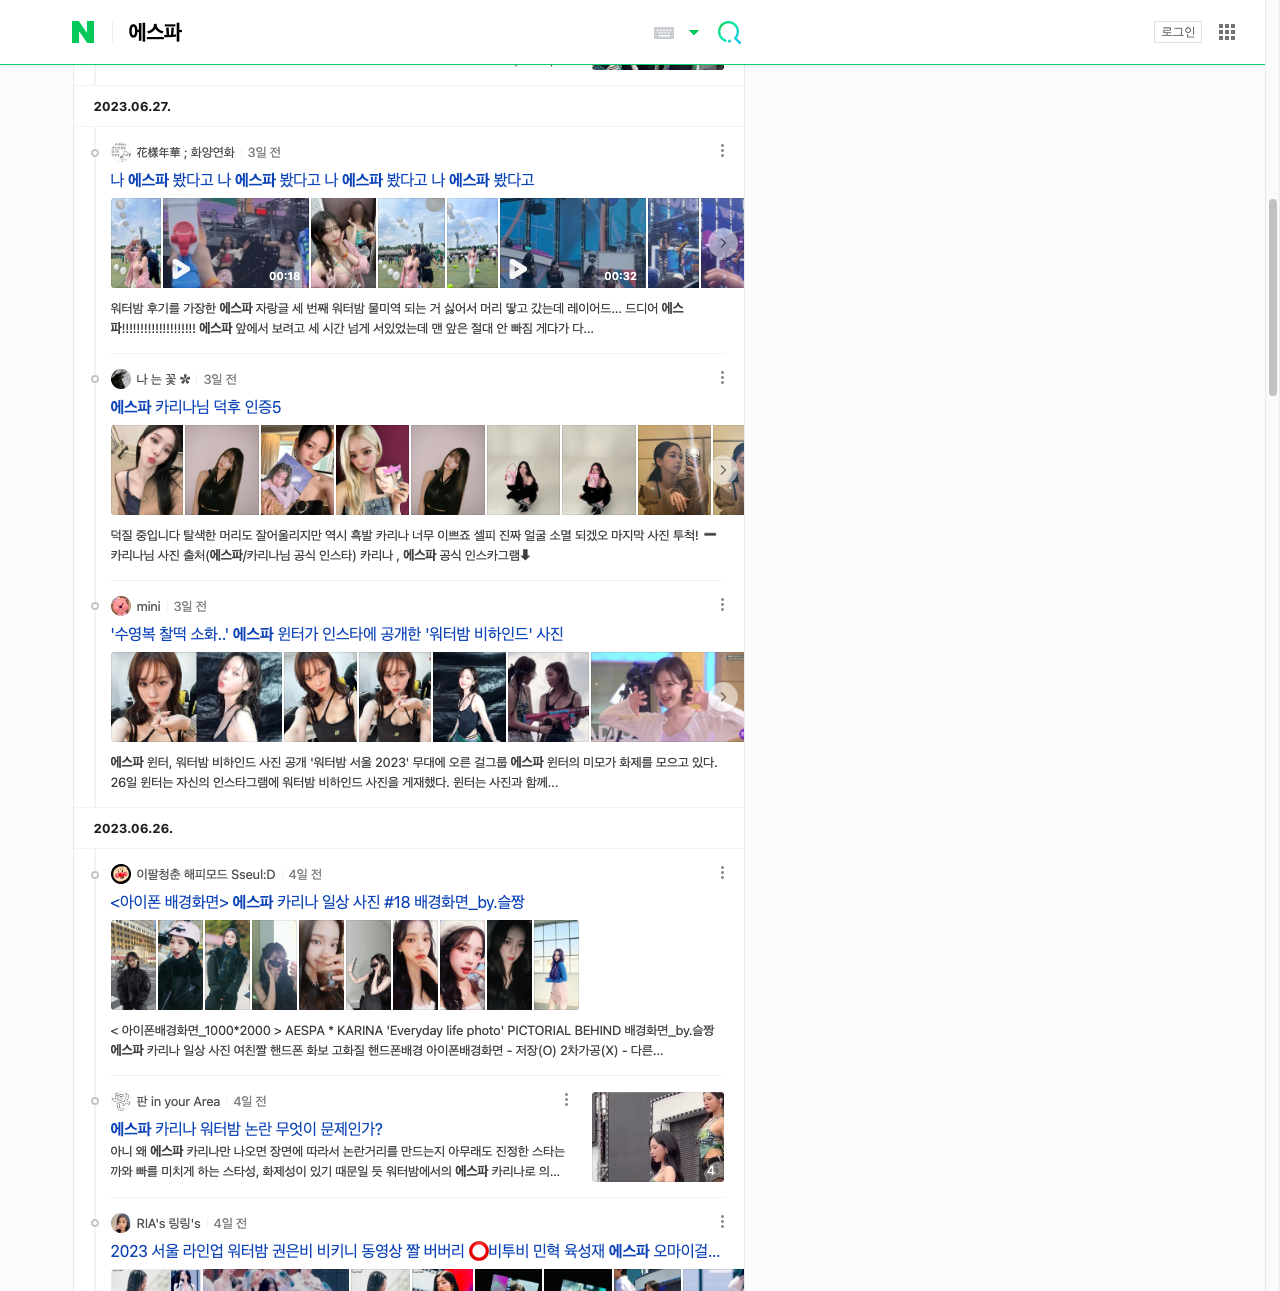 N
에스파
로그인
2023.06.27.
花樣年華 ; 화양연화
3일 전
나 에스파 봤다고 나 에스파 봤다고 나 에스파 봤다고 나 에스파 봤다고
00:18
00:32
워터밤 후기를 가장한 에스파 자랑글 세 번째 워터밤 물미역 되는 거 싫어서 머리 땋고 갔는데 레이어드... 드디어 에스
파!!!!!!!!!!!!!!!!!!!! 에스파 앞에서 보려고 세 시간 넘게 서있었는데 맨 앞은 절대 안 빠짐 게다가 다...
나 는 꽃 ✽
3일 전
에스파 카리나님 덕후 인증5
덕질 중입니다 탈색한 머리도 잘어울리지만 역시 흑발 카리나 너무 이쁘죠 셀피 진짜 얼굴 소멸 되겠오 마지막 사진 투척! ➖
카리나님 사진 출처(에스파/카리나님 공식 인스타) 카리나 , 에스파 공식 인스카그램⬇
mini
3일 전
'수영복 찰떡 소화..' 에스파 윈터가 인스타에 공개한 '워터밤 비하인드' 사진
에스파 윈터, 워터밤 비하인드 사진 공개 '워터밤 서울 2023' 무대에 오른 걸그룹 에스파 윈터의 미모가 화제를 모으고 있다.
26일 윈터는 자신의 인스타그램에 워터밤 비하인드 사진을 게재했다. 윈터는 사진과 함께...
2023.06.26.
이팔청춘 해피모드 Sseul:D
4일 전
<아이폰 배경화면> 에스파 카리나 일상 사진 #18 배경화면_by.슬짱
< 아이폰배경화면_1000*2000 > AESPA * KARINA 'Everyday life photo' PICTORIAL BEHIND 배경화면_by.슬짱
에스파 카리나 일상 사진 여친짤 핸드폰 화보 고화질 핸드폰배경 아이폰배경화면 - 저장(O) 2차가공(X) - 다른...
판 in your Area
4일 전
에스파 카리나 워터밤 논란 무엇이 문제인가?
아니 왜 에스파 카리나만 나오면 장면에 따라서 논란거리를 만드는지 아무래도 진정한 스타는
까와 빠를 미치게 하는 스타성, 화제성이 있기 때문일 듯 워터밤에서의 에스파 카리나로 의...
4
RIA's 링링's
4일 전
2023 서울 라인업 워터밤 권은비 비키니 동영상 짤 버버리 ⭕비투비 민혁 육성재 에스파 오마이걸...